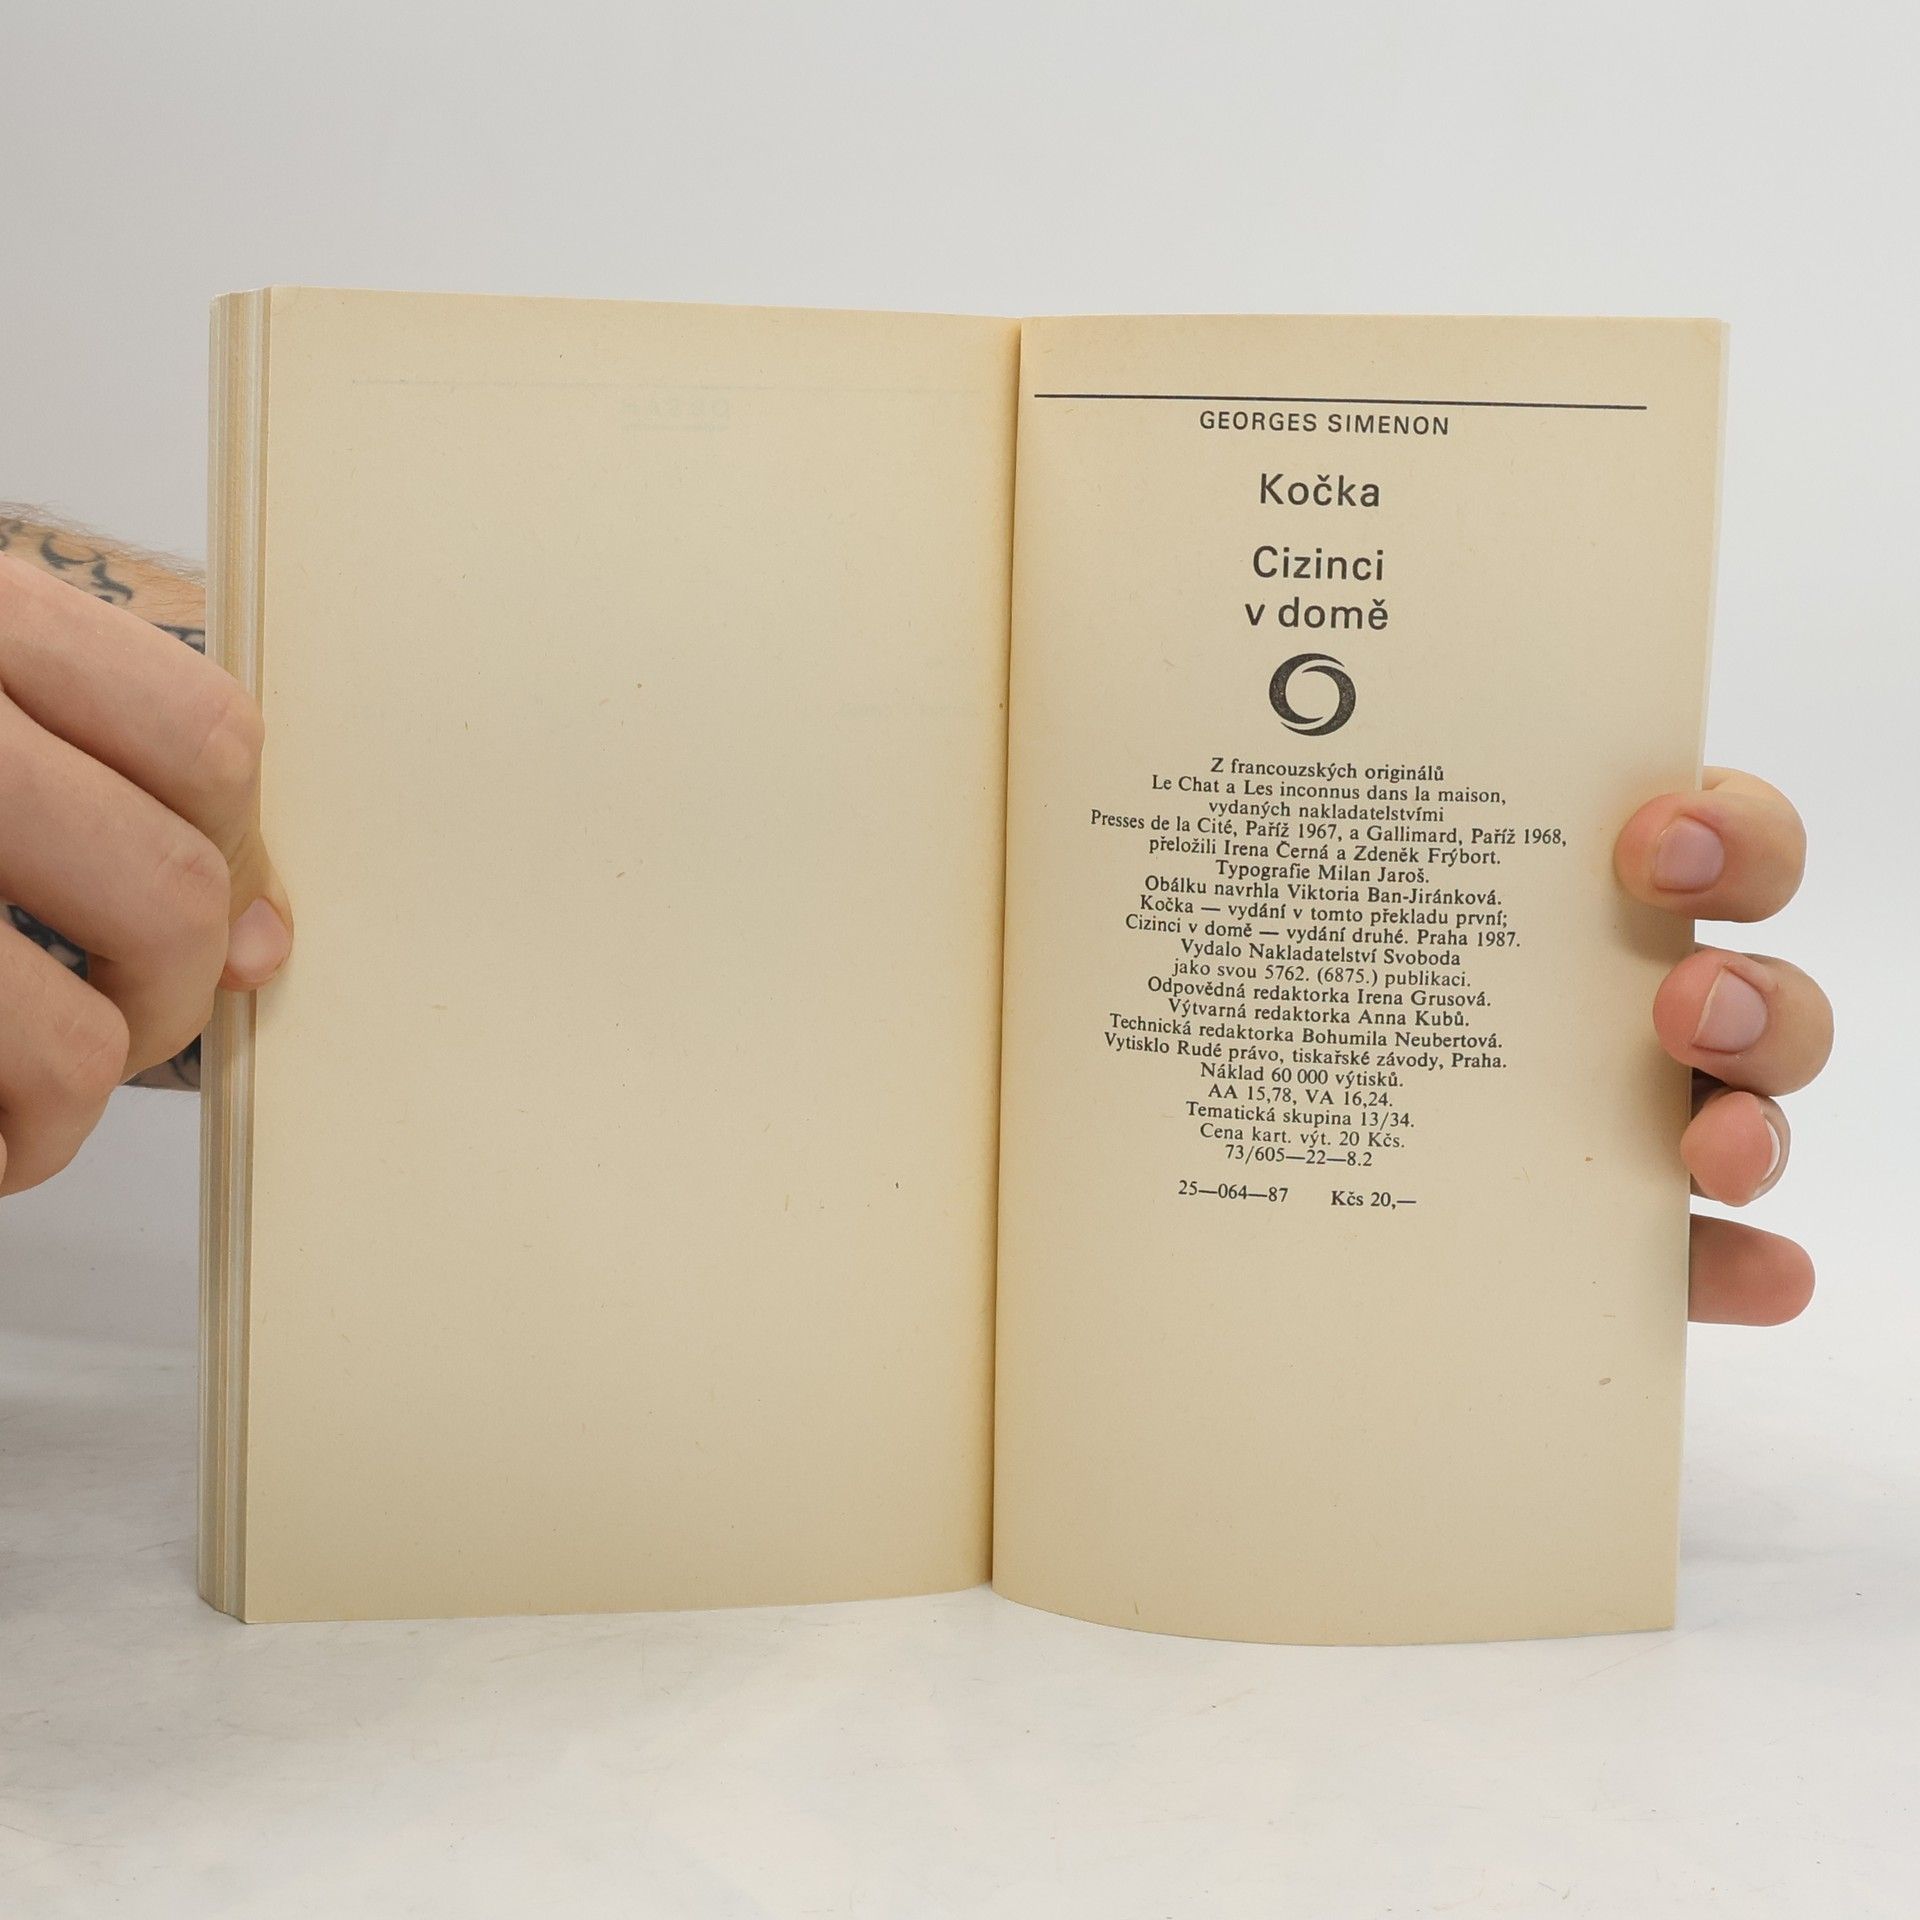 GEORGES SIMENON
Kočka
Cizinci
v domě
Z francouzských originálů
Le Chat a Les inconnus dans la maison,
vydaných nakladatelstvími
Presses de la Cité, Paříž 1967, a Gallimard, Paříž 1968,
přeložili Irena Černá a Zdeněk Frýbort.
Typografie Milan Jaroš.
Obálku navrhla Viktoria Ban-Jiránková.
Kočka — vydání v tomto překladu první;
Cizinci v domě — vydání druhé. Praha 1987.
Vydalo Nakladatelství Svoboda
jako svou 5762. (6875.) publikaci.
Odpovědná redaktorka Irena Grusová.
Výtvarná redaktorka Anna Kubů.
Technická redaktorka Bohumila Neubertová.
Vytisklo Rudé právo, tiskařské závody, Praha.
Náklad 60 000 výtisků.
AA 15,78, VA 16,24.
Tematická skupina 13/34.
Cena kart. výt. 20 Kčs.
73/605—22—8.2
25—064—87 Kčs 20,—